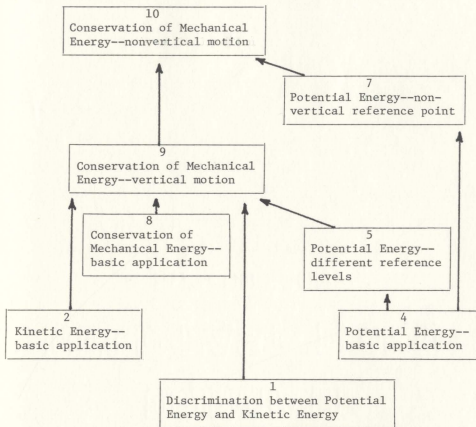 10
Conservation of Mechanical
Energy--nonvertical motion
7
Potential Energy--non-
vertical reference point
9
Conservation of Mechanical
Energy--vertical motion
8
Conservation of
Mechanical Energy--
basic application
5
Potential Energy--
different reference
levels
2
Kinetic Energy--
basic application
4
Potential Energy--
basic application
1
Discrimination between Potential
Energy and Kinetic Energy